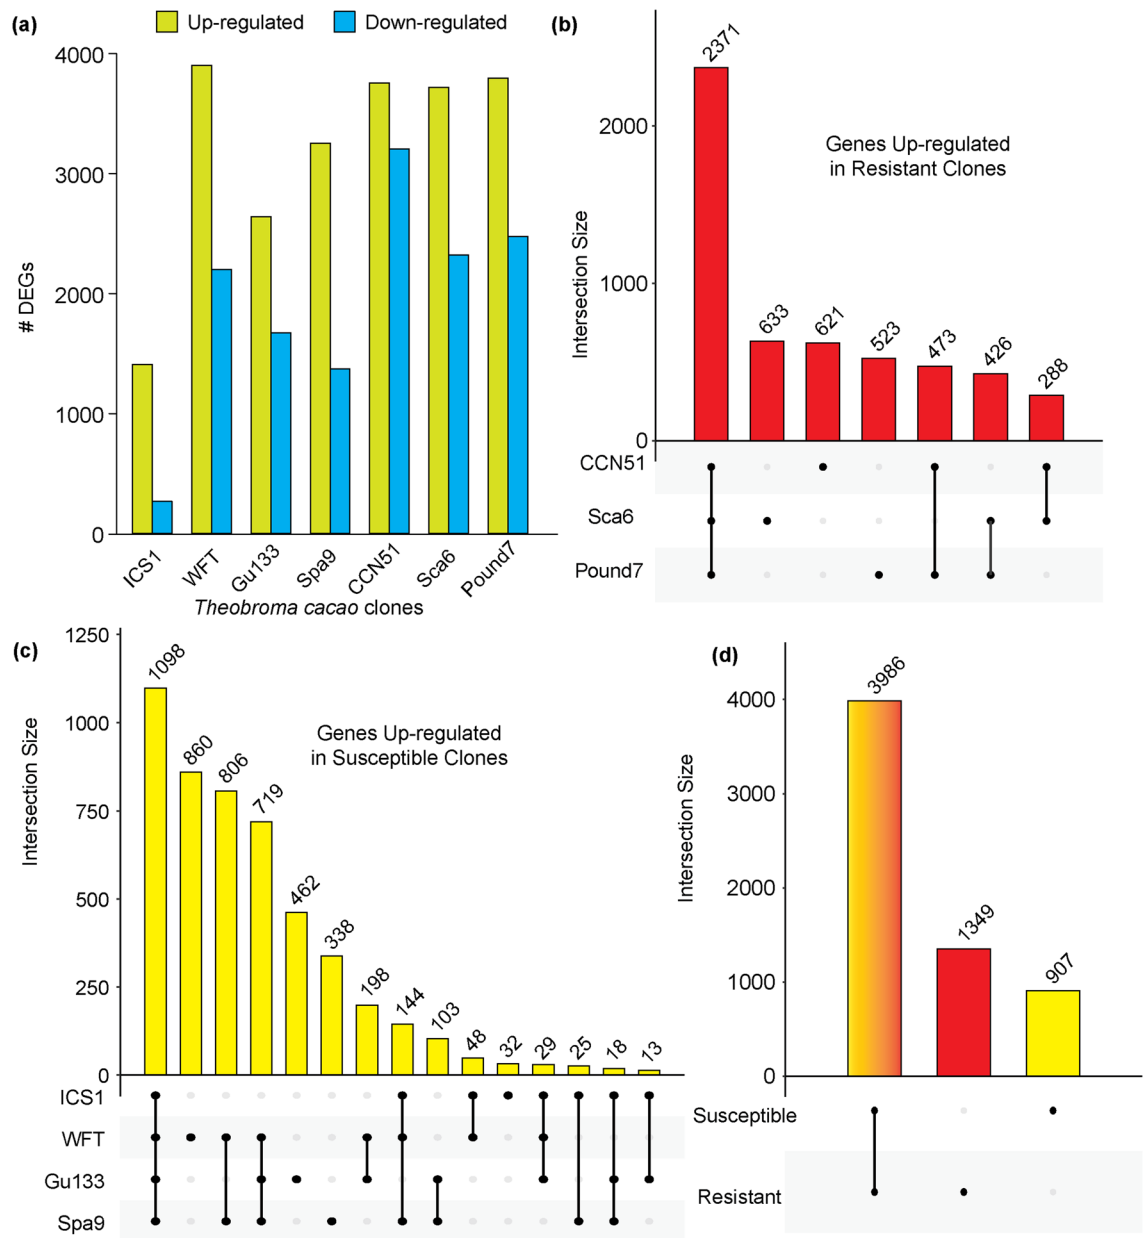 (a)
Up-regulated
Down-regulated
4000
3000
2000
1000
0
# DEGs
ICS1
WFT
Gu133
Spa9
CCN51
Sca6
Pound7
Theobroma cacao clones
(b)
Genes Up-regulated
in Resistant Clones
Intersection Size
2000
1000
0
2371
633
621
523
473
426
288
CCN51
Sca6
Pound7
(c)
Genes Up-regulated
in Susceptible Clones
Intersection Size
1250
1000
750
500
250
0
1098
860
806
719
462
338
198
144
103
48
32
29
25
18
13
ICS1
WFT
Gu133
Spa9
(d)
Intersection Size
4000
3000
2000
1000
0
3986
1349
907
Susceptible
Resistant